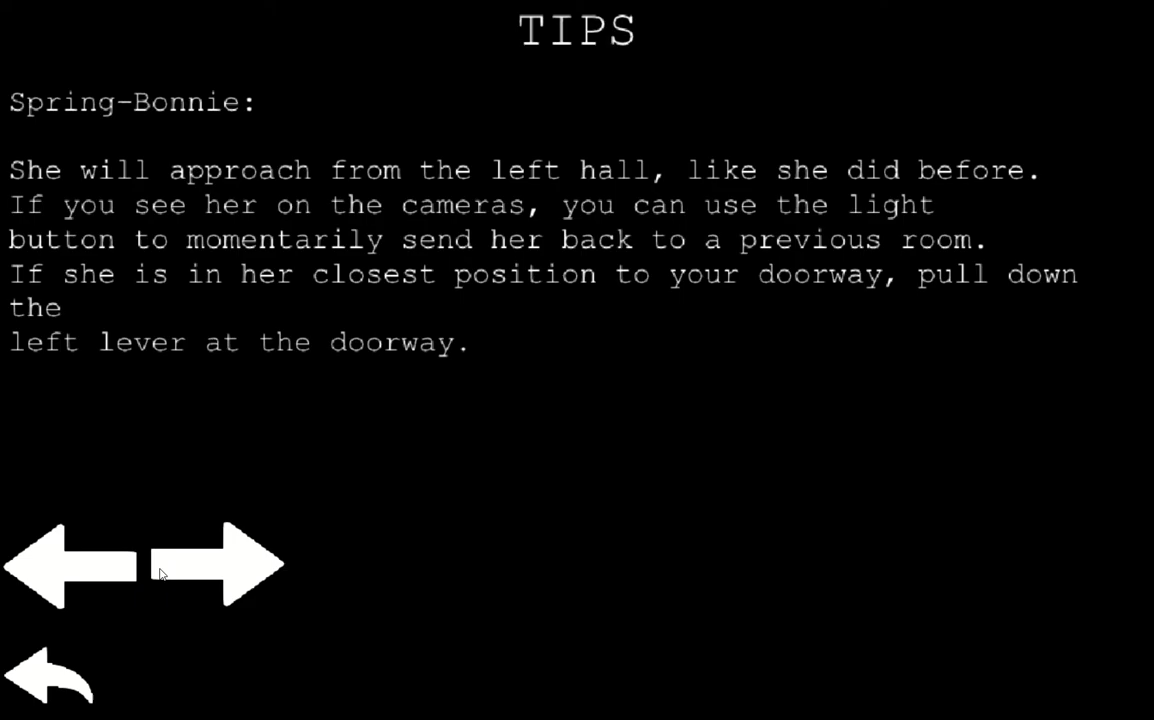 TIPS
Spring-Bonnie:
She will approach from the left hall, like she did before.
If you see her on the cameras, you can use the light
button to momentarily send her back to a previous room.
If she is in her closest position to your doorway, pull down
the
left lever at the doorway.